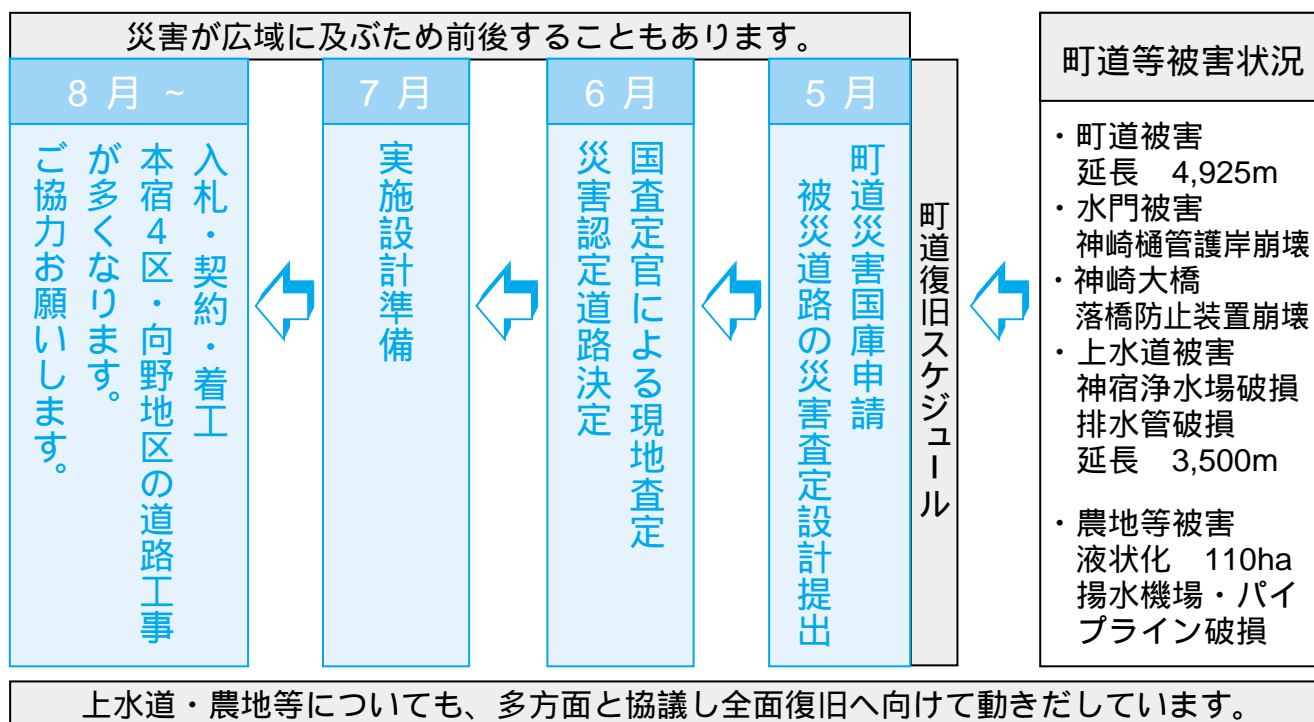 災害が広域に及ぶため前後することもあります。
町道等被害状況
・町道被害
延長　4,925m
・水門被害
神崎樋管護岸崩壊
・神崎大橋
落橋防止装置崩壊
・上水道被害
神宿浄水場破損
排水管破損
延長　3,500m
・農地等被害
液状化　110ha
揚水機場・パイ
プライン破損
町道復旧スケジュール
5 月
町道災害国庫申請
被災道路の災害査定設計提出
6 月
国査定官による現地査定
災害認定道路決定
7 月
実施設計準備
8 月 ~
入札・契約・着工
本宿４区・向野地区の道路工事
が多くなります。
ご協力お願いします。
上水道・農地等についても、多方面と協議し全面復旧へ向けて動きだしています。